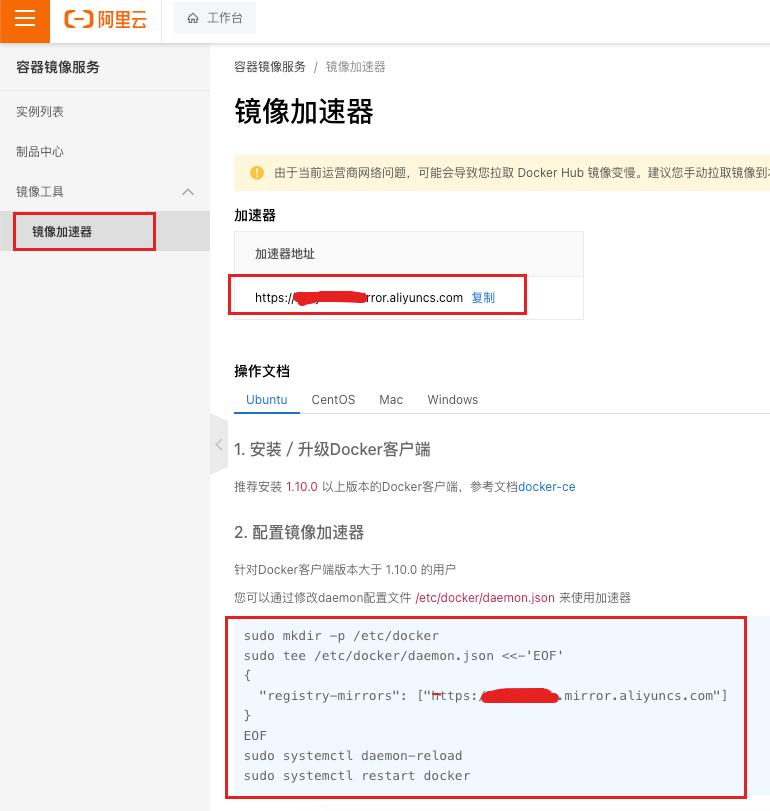 阿里云
工作台
容器镜像服务
实例列表
制品中心
镜像工具
镜像加速器
容器镜像服务 / 镜像加速器
镜像加速器
由于当前运营商网络问题，可能会导致您拉取 Docker Hub 镜像变慢。建议您手动拉取镜像到
加速器
加速器地址
https:// rror.aliyuncs.com 复制
操作文档
Ubuntu CentOS Mac Windows
1. 安装 / 升级Docker客户端
推荐安装 1.10.0 以上版本的Docker客户端，参考文档docker-ce
2. 配置镜像加速器
针对Docker客户端版本大于 1.10.0 的用户
您可以通过修改daemon配置文件 /etc/docker/daemon.json 来使用加速器
sudo mkdir -p /etc/docker
sudo tee /etc/docker/daemon.json <<-'EOF'
{
"registry-mirrors": ["https:/ .mirror.aliyuncs.com"]
}
EOF
sudo systemctl daemon-reload
sudo systemctl restart docker